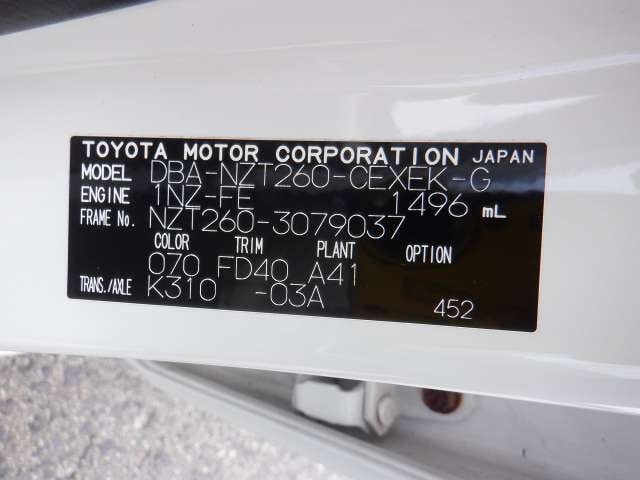 TOYOTA MOTOR CORPORATION JAPAN
MODEL DBA-NZT260-CEXEK-G
ENGINE 1NZ-FE 1496 mL
FRAME No. NZT260-3079037
COLOR TRIM PLANT OPTION
070 FD40 A41
TRANS./AXLE K310 -03A
452